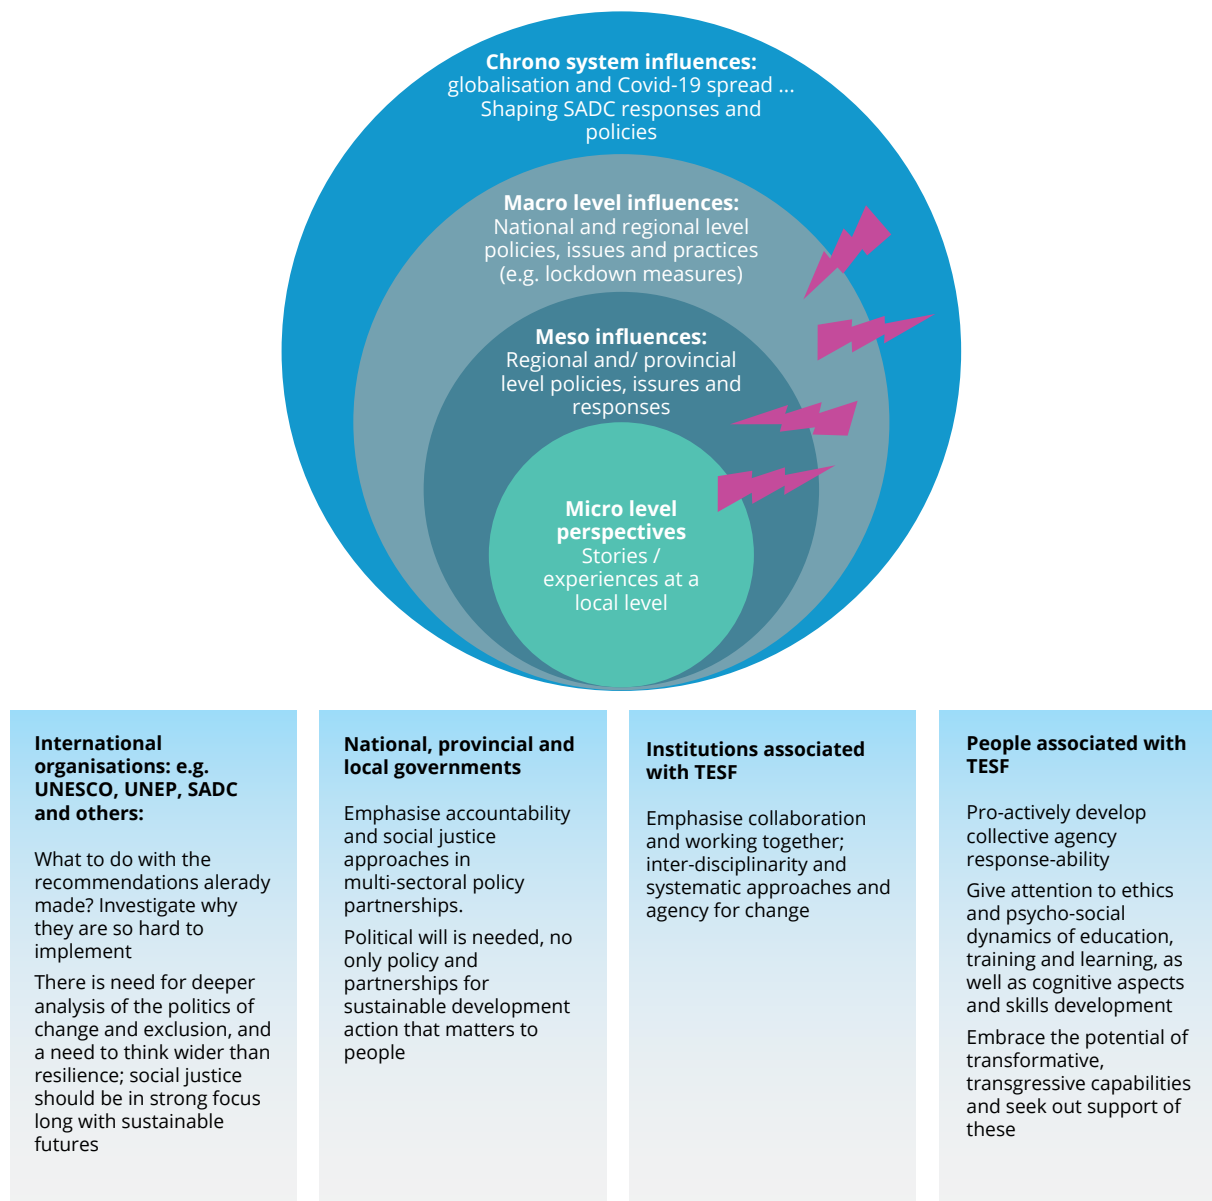 Chrono system influences:
globalisation and Covid-19 spread ...
Shaping SADC responses and
policies
Macro level influences:
National and regional level
policies, issues and practices
(e.g. lockdown measures)
Meso influences:
Regional and/ provincial
level policies, issures and
responses
Micro level
perspectives
Stories /
experiences at a
local level
International
organisations: e.g.
UNESCO, UNEP, SADC
and others:
What to do with the
recommendations alerady
made? Investigate why
they are so hard to
implement
There is need for deeper
analysis of the politics of
change and exclusion, and
a need to think wider than
resilience; social justice
should be in strong focus
long with sustainable
futures
National, provincial and
local governments
Emphasise accountability
and social justice
approaches in
multi-sectoral policy
partnerships.
Political will is needed, no
only policy and
partnerships for
sustainable development
action that matters to
people
Institutions associated
with TESF
Emphasise collaboration
and working together;
inter-disciplinarity and
systematic approaches and
agency for change
People associated with
TESF
Pro-actively develop
collective agency
response-ability
Give attention to ethics
and psycho-social
dynamics of education,
training and learning, as
well as cognitive aspects
and skills development
Embrace the potential of
transformative,
transgressive capabilities
and seek out support of
these